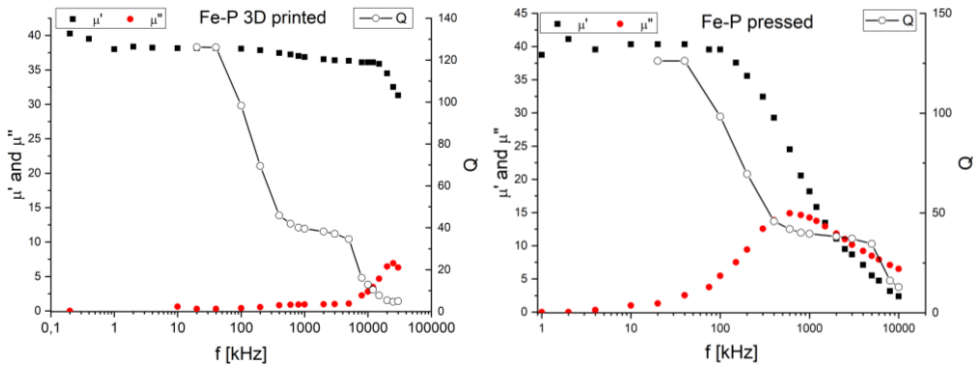 Fe-P 3D printed
μ' μ"
Q
140
120
100
80
60
40
20
0
Q
40
35
30
25
20
15
10
5
0
μ' and μ"
0,1 1 10 100 1000 10000 100000
f [kHz]
Fe-P pressed
μ' μ"
Q
150
100
50
0
Q
45
40
35
30
25
20
15
10
5
0
μ' and μ"
1 10 100 1000 10000
f [kHz]